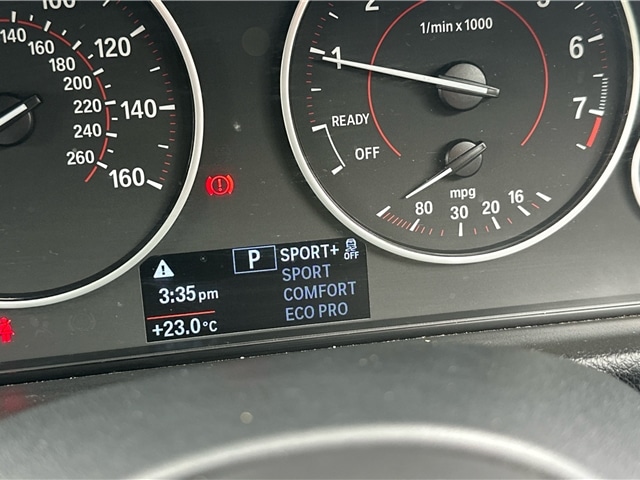 100
120
140
160
140
160
180
200
220
240
260
1/min x 1000
1
2
6
7
READY
OFF
mpg
80
30
20
16
P
SPORT+
OFF
SPORT
COMFORT
ECO PRO
3:35 pm
+23.0°C